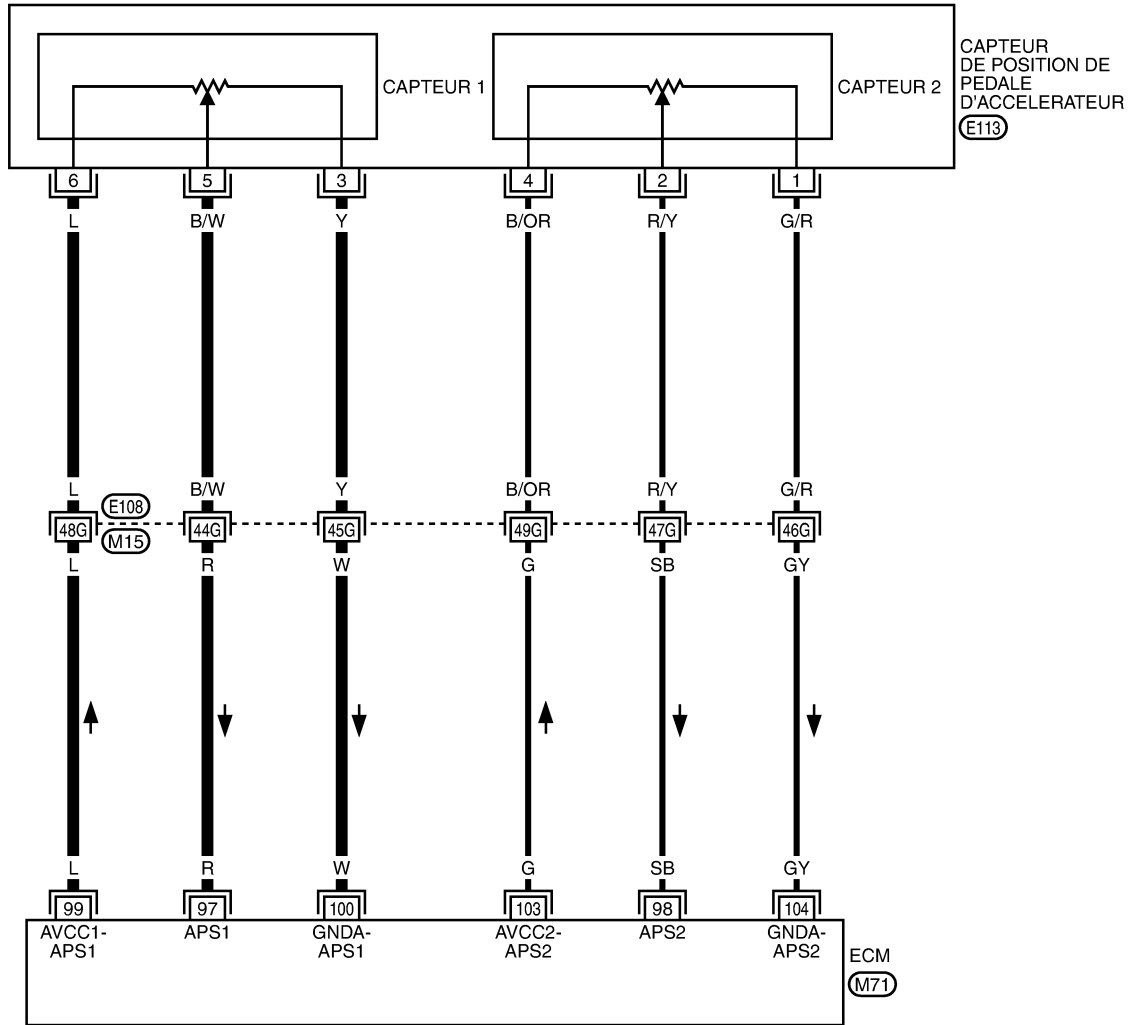 CAPTEUR 1
CAPTEUR 2
CAPTEUR
DE POSITION DE
PEDALE
D'ACCELERATEUR
E113
6 5 3 4 2 1
L B/W Y B/OR R/Y G/R
L B/W Y B/OR R/Y G/R
E108
48G 44G 45G 49G 47G 46G
M15
L R W G SB GY
L R W G SB GY
99 97 100 103 98 104
AVCC1- APS1 GNDA- AVCC2- APS2 GNDA-
APS1 APS1 APS2 APS2
ECM
M71